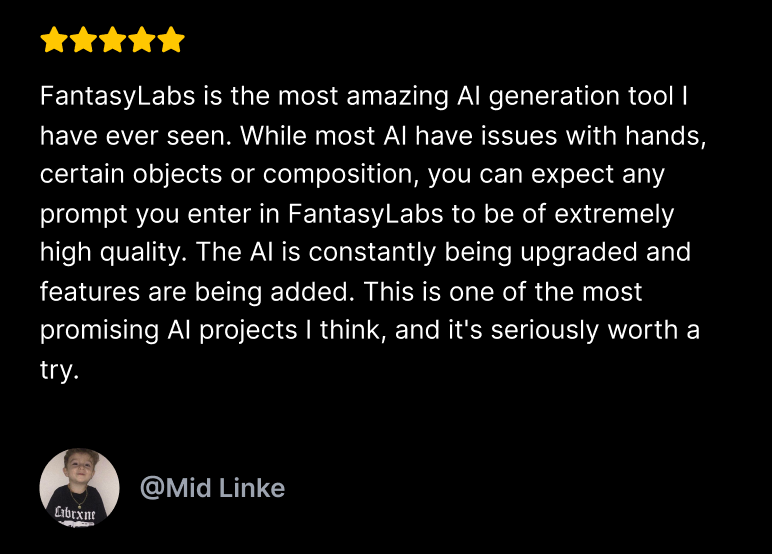 FantasyLabs is the most amazing AI generation tool I
have ever seen. While most AI have issues with hands,
certain objects or composition, you can expect any
prompt you enter in FantasyLabs to be of extremely
high quality. The AI is constantly being upgraded and
features are being added. This is one of the most
promising AI projects I think, and it's seriously worth a
try.
@Mid Linke